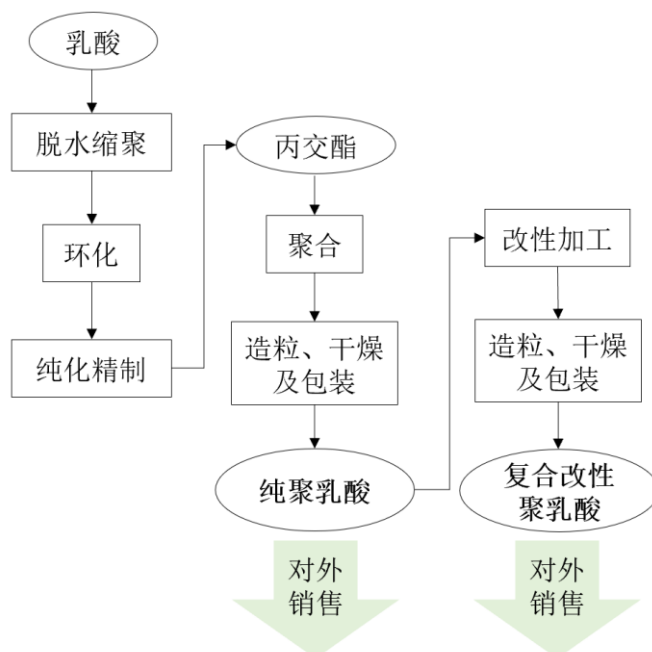 乳酸
脱水缩聚
环化
纯化精制
丙交酯
聚合
造粒、干燥
及包装
纯聚乳酸
对外
销售
改性加工
造粒、干燥
及包装
复合改性
聚乳酸
对外
销售